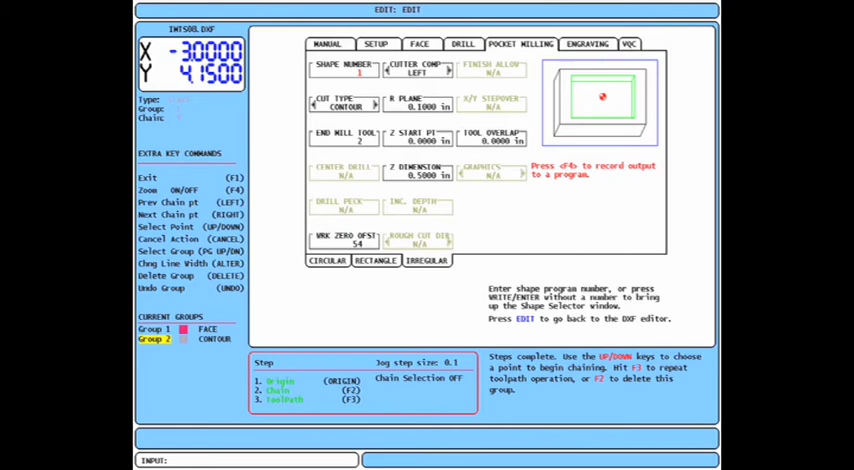 EDIT: EDIT
IWTS08.DXF
X -3.0000
Y 4.1500
Type:
Group:
Chain:
EXTRA KEY COMMANDS
Exit (F1)
Zoom ON/OFF (F4)
Prev Chain pt (LEFT)
Next Chain pt (RIGHT)
Select Point (UP/DOWN)
Cancel Action (CANCEL)
Select Group (PG UP/DN)
Chng Line Width (ALTER)
Delete Group (DELETE)
Undo Group (UNDO)
CURRENT GROUPS
Group 1 FACE
Group 2 CONTOUR
MANUAL SETUP FACE DRILL POCKET MILLING ENGRAVING VQC
SHAPE NUMBER CUTTER COMP FINISH ALLOW
1 LEFT N/A
CUT TYPE R PLANE X/Y STEPOVER
CONTOUR 0.1000 in N/A
END MILL TOOL Z START PT TOOL OVERLAP
2 0.0000 in 0.0000 in
CENTER DRILL Z DIMENSION GRAPHICS
N/A 0.5000 in N/A
DRILL PECK INC. DEPTH
N/A N/A
WRK ZERO OFST ROUGH CUT DIR
54 N/A
CIRCULAR RECTANGLE IRREGULAR
Press <F4> to record output
to a program.
Enter shape program number, or press
WRITE/ENTER without a number to bring
up the Shape Selector window.
Press EDIT to go back to the DXF editor.
Step Jog step size: 0.1
1. Origin (ORIGIN) Chain Selection OFF
2. Chain (F2)
3. ToolPath (F3)
Steps complete. Use the UP/DOWN keys to choose
a point to begin chaining. Hit F3 to repeat
toolpath operation, or F2 to delete this
group.
INPUT: